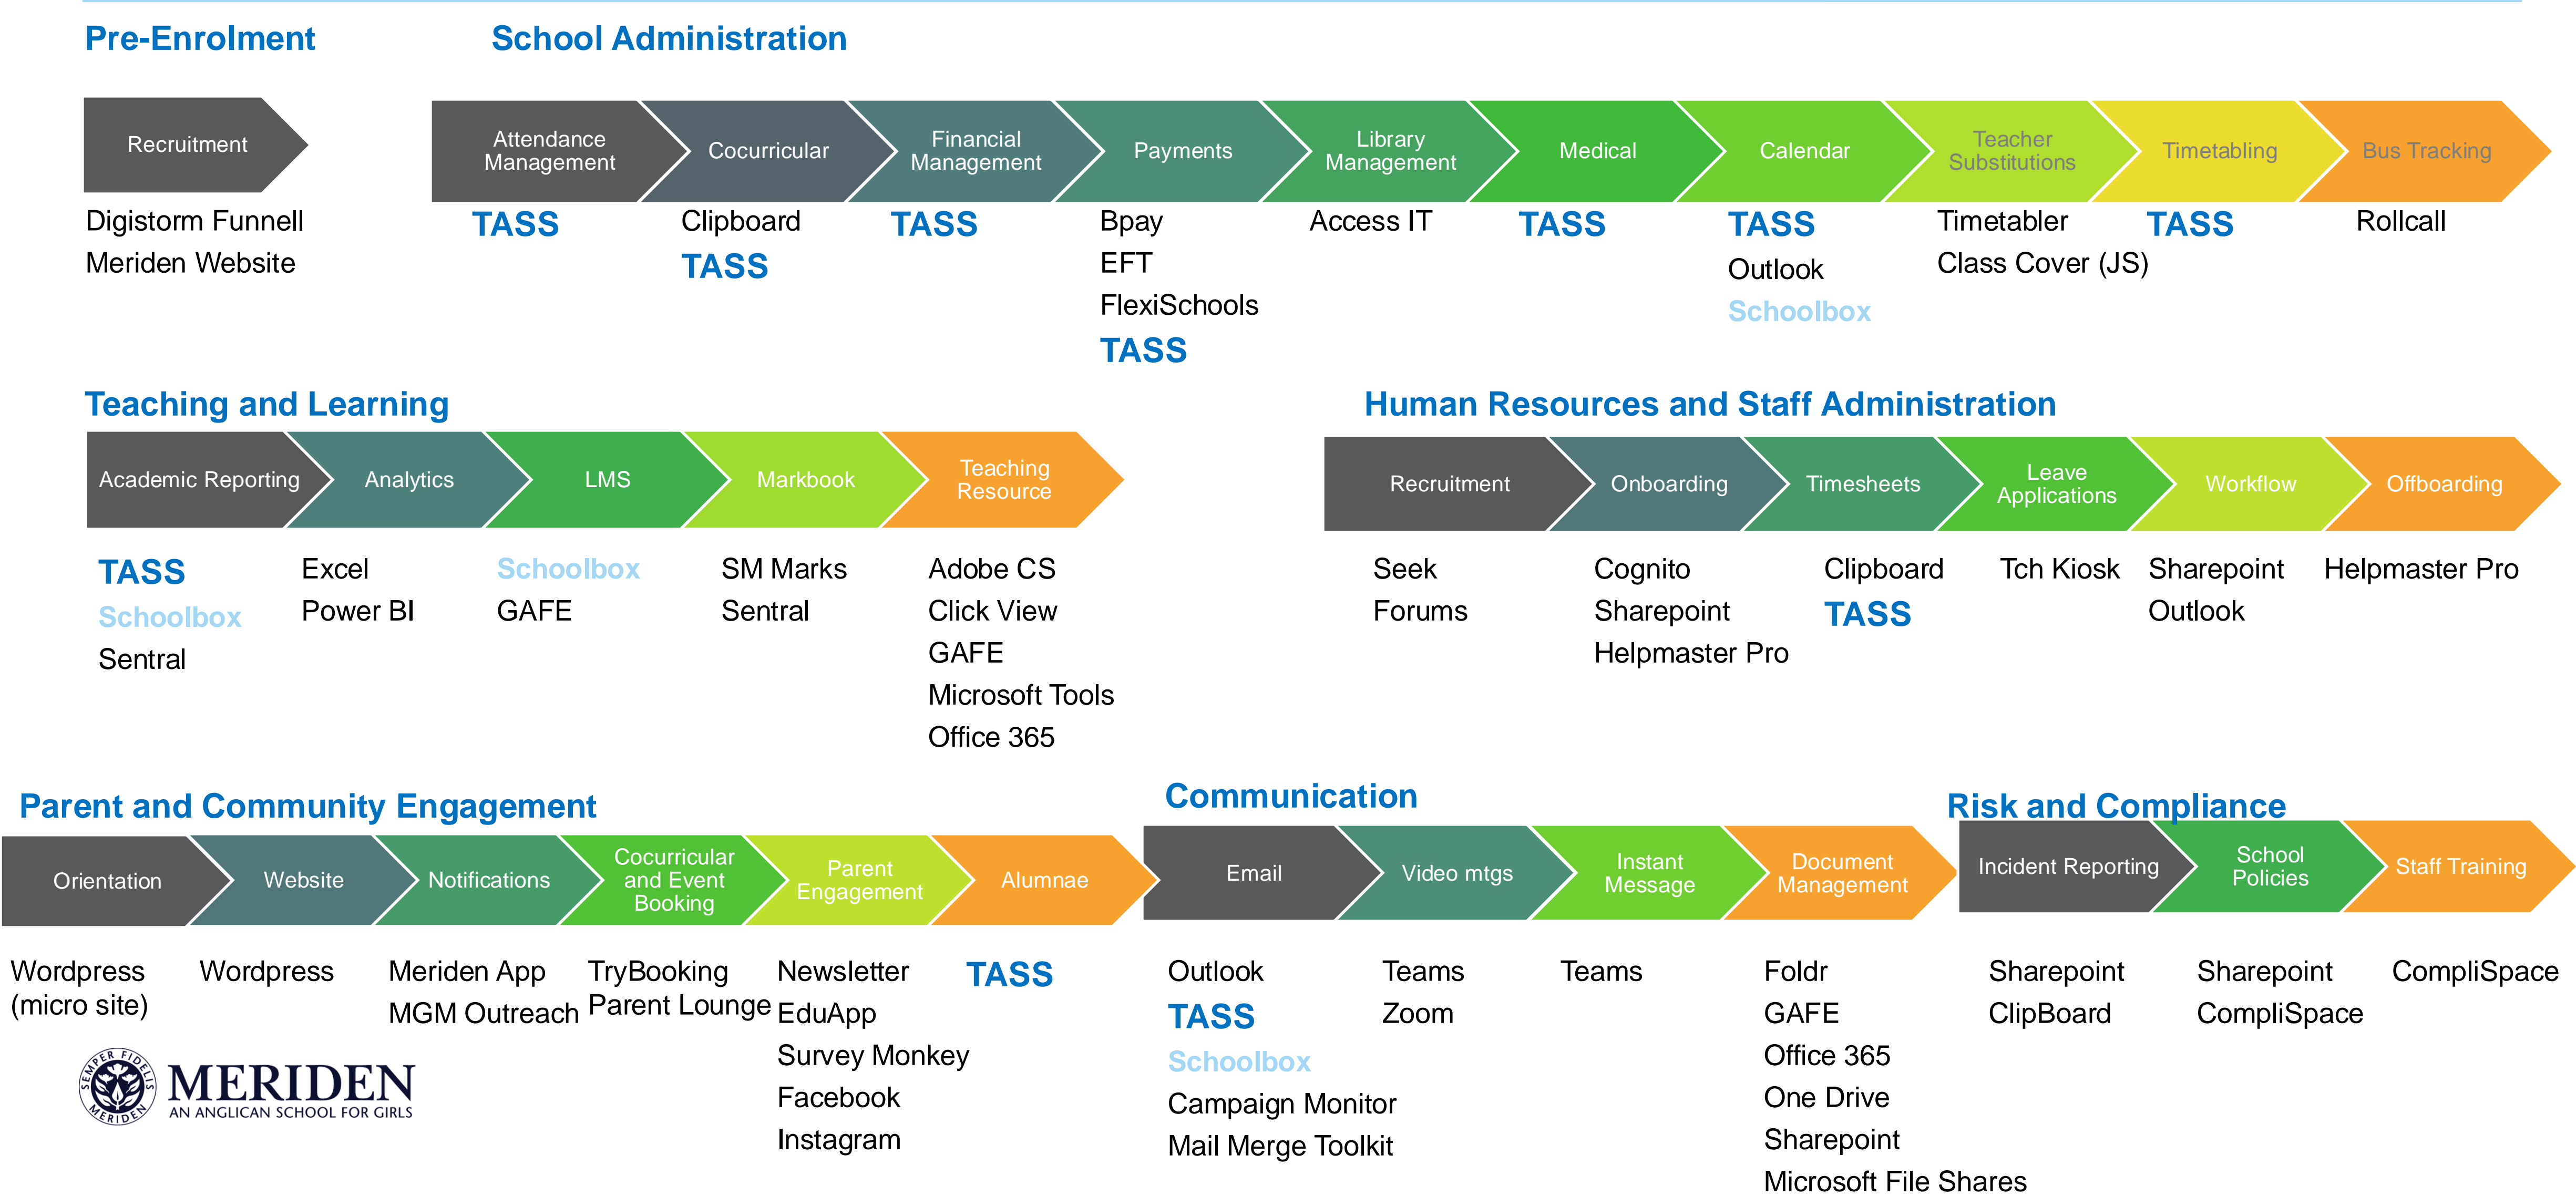 Pre-Enrolment
Recruitment
Digistorm Funnell
Meriden Website
School Administration
Attendance
Management
TASS
Cocurricular
Clipboard
TASS
Financial
Management
TASS
Payments
Bpay
EFT
FlexiSchools
TASS
Library
Management
Access IT
Medical
TASS
Calendar
TASS
Outlook
Schoolbox
Teacher
Substitutions
Timetabler
Class Cover (JS)
Timetabling
TASS
Bus Tracking
Rollcall
Teaching and Learning
Academic Reporting
TASS
Schoolbox
Sentral
Analytics
Excel
Power BI
LMS
Schoolbox
GAFE
Markbook
SM Marks
Sentral
Teaching
Resource
Adobe CS
Click View
GAFE
Microsoft Tools
Office 365
Human Resources and Staff Administration
Recruitment
Seek
Forums
Onboarding
Cognito
Sharepoint
Helpmaster Pro
Timesheets
Clipboard
TASS
Leave
Applications
Tch Kiosk
Workflow
Sharepoint
Outlook
Offboarding
Helpmaster Pro
Parent and Community Engagement
Orientation
Wordpress
(micro site)
Website
Wordpress
Notifications
Meriden App
MGM Outreach
Cocurricular
and Event
Booking
TryBooking
Parent Lounge
Parent
Engagement
Newsletter
EduApp
Survey Monkey
Facebook
Instagram
Alumnae
TASS
Communication
Email
Outlook
TASS
Schoolbox
Campaign Monitor
Mail Merge Toolkit
Video mtgs
Teams
Zoom
Instant
Message
Teams
Document
Management
Foldr
GAFE
Office 365
One Drive
Sharepoint
Microsoft File Shares
Risk and Compliance
Incident Reporting
Sharepoint
ClipBoard
School
Policies
Sharepoint
CompliSpace
Staff Training
CompliSpace
SEMPER FIDELIS
MERIDEN
MERIDEN
AN ANGLICAN SCHOOL FOR GIRLS